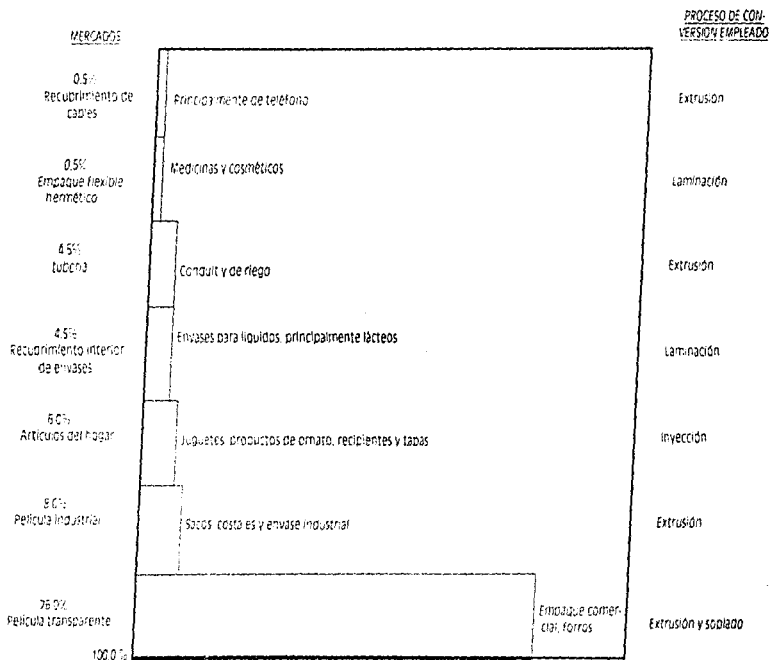 MERCADOS
PROCESO DE CON-
VERSION EMPLEADO
0.5%
Recubrimiento de
cables
Principalmente de teléfono
Extrusión
0.5%
Empaque flexible
hermético
Medicinas y cosméticos
Laminación
4.5%
tubería
Conduit y de riego
Extrusión
4.5%
Recubrimiento interior
de envases
Envases para líquidos, principalmente lácteos
Laminación
6.0%
Artículos del hogar
Juguetes, productos de ornato, recipientes y tapas
Inyección
8.0%
Película industrial
Sacos, costales y envase industrial
Extrusión
76.0%
Película transparente
Empaque comer-
cial, forros
Extrusión y soplado
100.0%